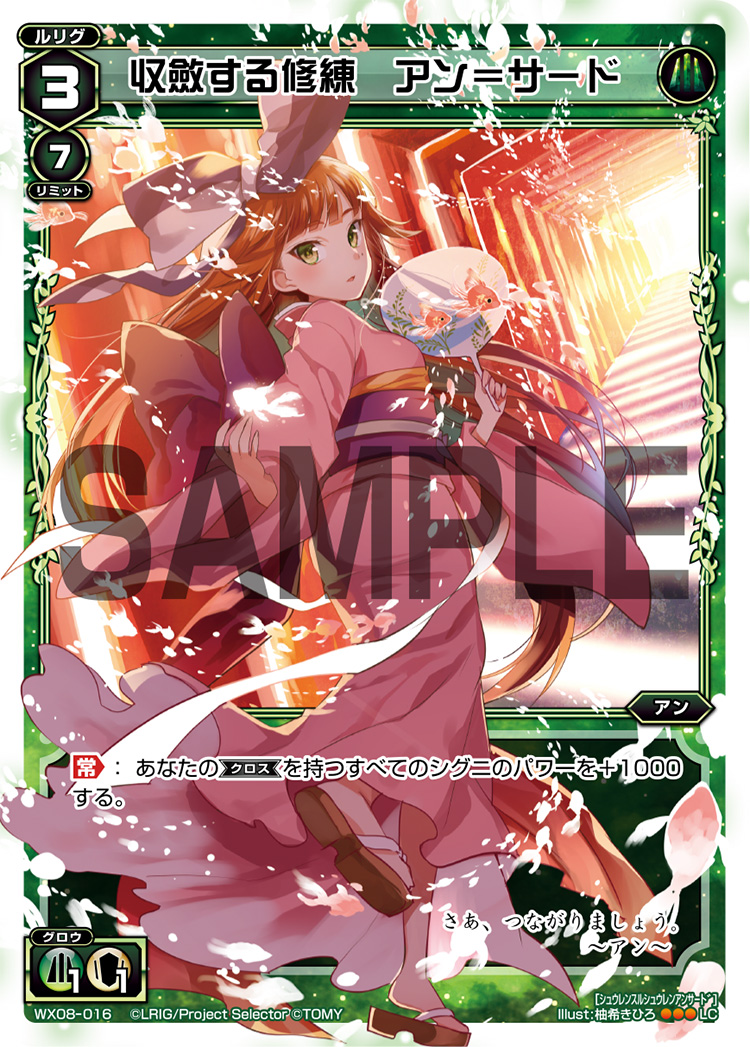 ルリグ
3 収斂する修練 アン=サード
7
リミット
SAMPLE
アン
常：あなたの クロス を持つすべてのシグニのパワーを＋1000
する。
さあ、つながりましょう。
～アン～
グロウ
1 1
[シュウレンスルシュウレンアンサード]
WX08-016 ©LRIG/Project Selector ©TOMY Illust:柚希きひろ LC